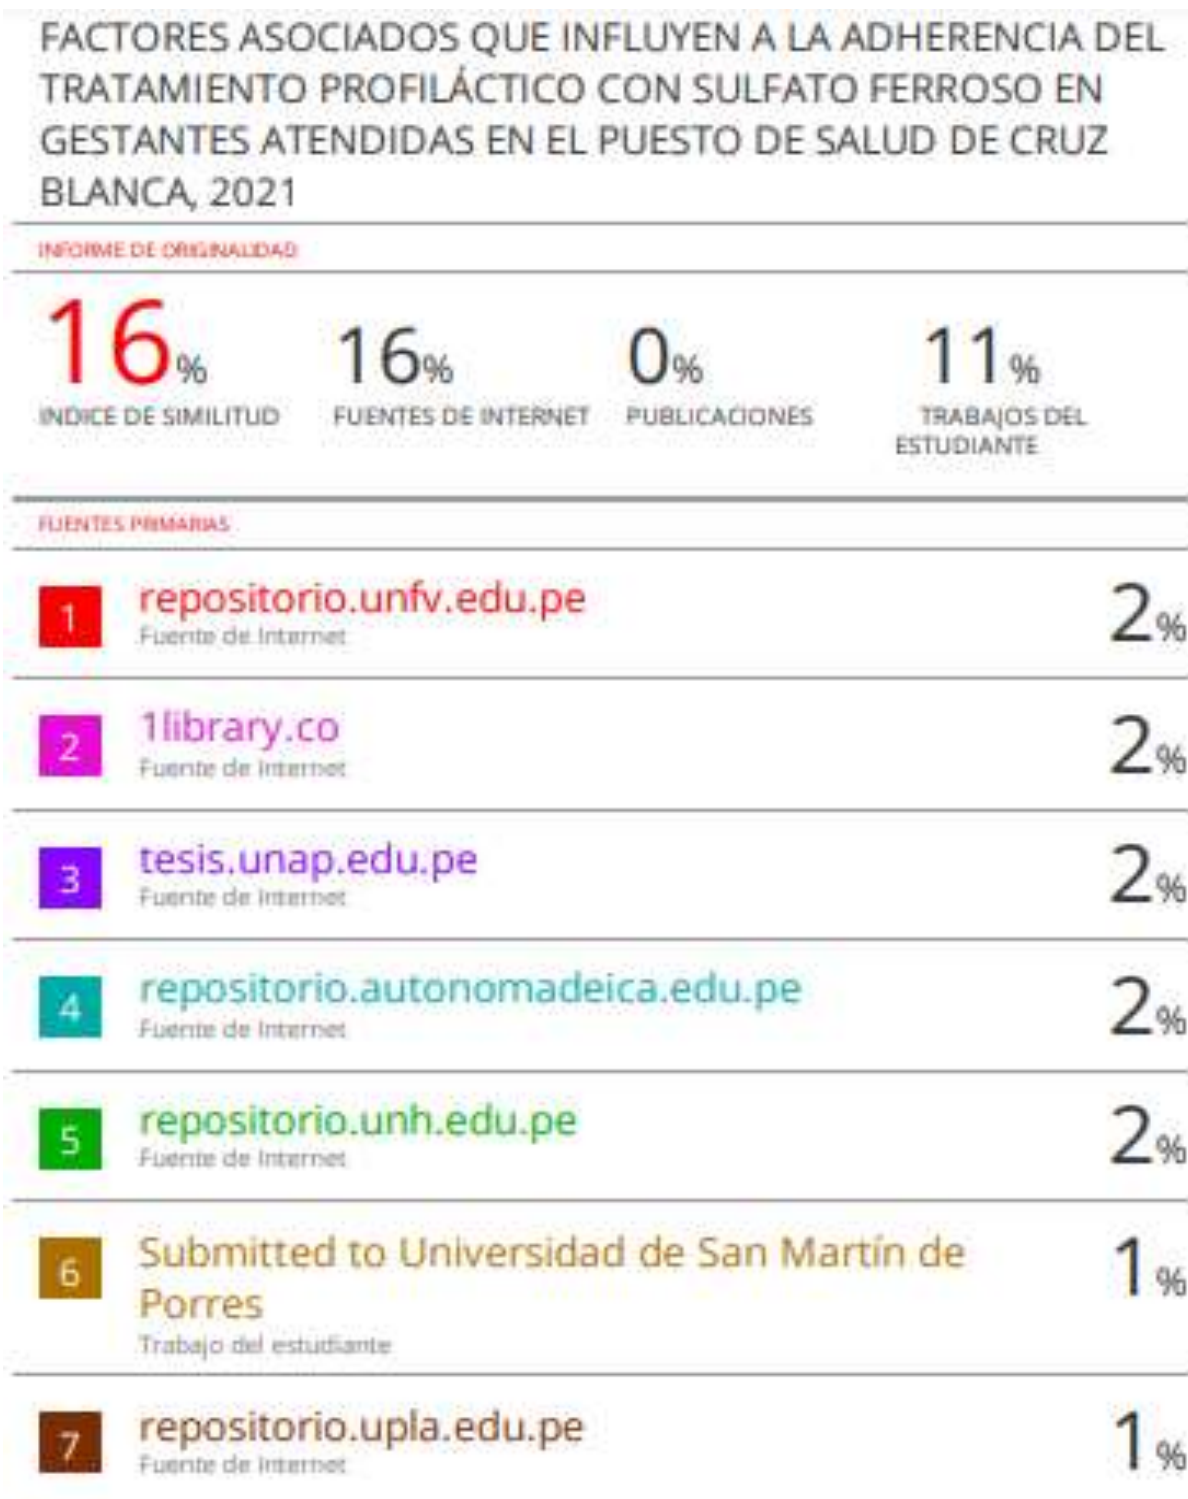 FACTORES ASOCIADOS QUE INFLUYEN A LA ADHERENCIA DEL
TRATAMIENTO PROFILÁCTICO CON SULFATO FERROSO EN
GESTANTES ATENDIDAS EN EL PUESTO DE SALUD DE CRUZ
BLANCA, 2021
INFORME DE ORIGINALIDAD
16% 16% 0% 11%
INDICE DE SIMILITUD FUENTES DE INTERNET PUBLICACIONES TRABAJOS DEL
ESTUDIANTE
FUENTES PRIMARIAS
1 repositorio.unfv.edu.pe 2%
Fuente de Internet
2 1library.co 2%
Fuente de Internet
3 tesis.unap.edu.pe 2%
Fuente de Internet
4 repositorio.autonomadeica.edu.pe 2%
Fuente de Internet
5 repositorio.unh.edu.pe 2%
Fuente de Internet
6 Submitted to Universidad de San Martín de 1%
Porres
Trabajo del estudiante
7 repositorio.upla.edu.pe 1%
Fuente de Internet